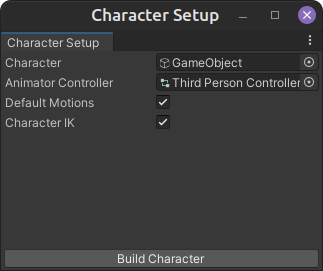 Character Setup
Character Setup
Character GameObject
Animator Controller Third Person Controller
Default Motions
Character IK
Build Character